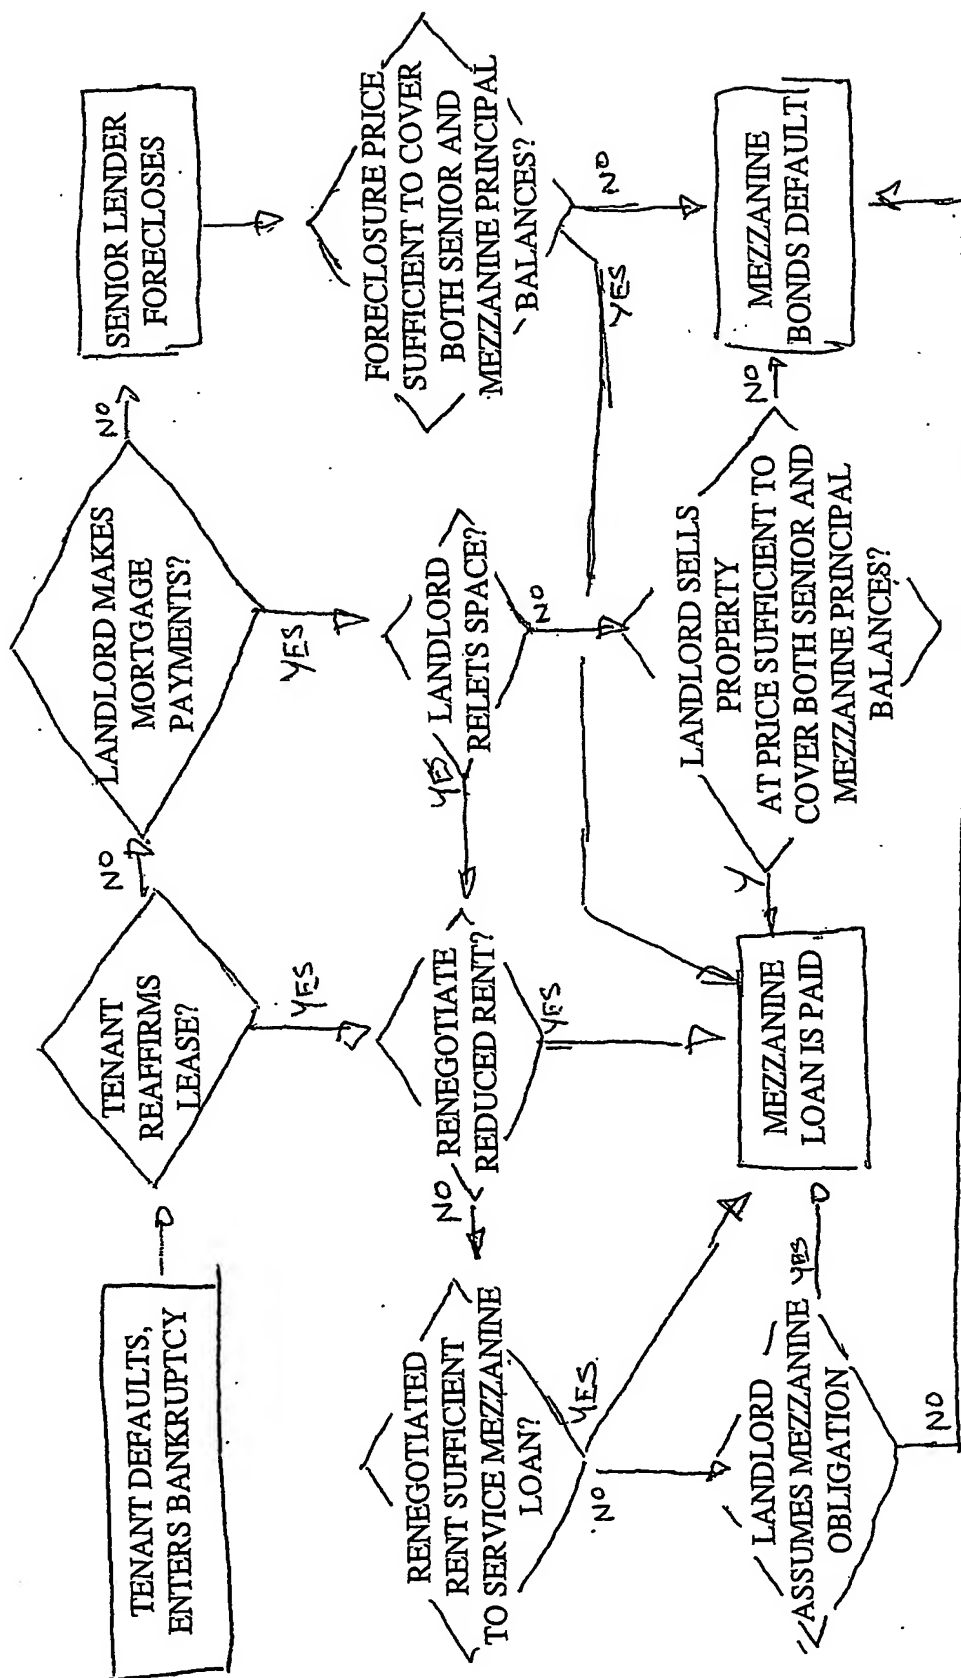 TENANT DEFAULTS,
ENTERS BANKRUPTCY
TENANT
REAFFIRMS
LEASE?
NO
YES
LANDLORD MAKES
MORTGAGE
PAYMENTS?
NO
YES
SENIOR LENDER
FORECLOSES
RENEGOTIATED
RENT SUFFICIENT
TO SERVICE MEZZANINE
LOAN?
YES
NO
NO
RENEGOTIATE
REDUCED RENT?
YES
YES
LANDLORD
RELETS SPACE?
NO
FORECLOSURE PRICE
SUFFICIENT TO COVER
BOTH SENIOR AND
MEZZANINE PRINCIPAL
BALANCES?
YES
NO
LANDLORD
ASSUMES MEZZANINE
OBLIGATION
YES
NO
MEZZANINE
LOAN IS PAID
Y
LANDLORD SELLS
PROPERTY
AT PRICE SUFFICIENT TO
COVER BOTH SENIOR AND
MEZZANINE PRINCIPAL
BALANCES?
NO
MEZZANINE
BONDS DEFAULT